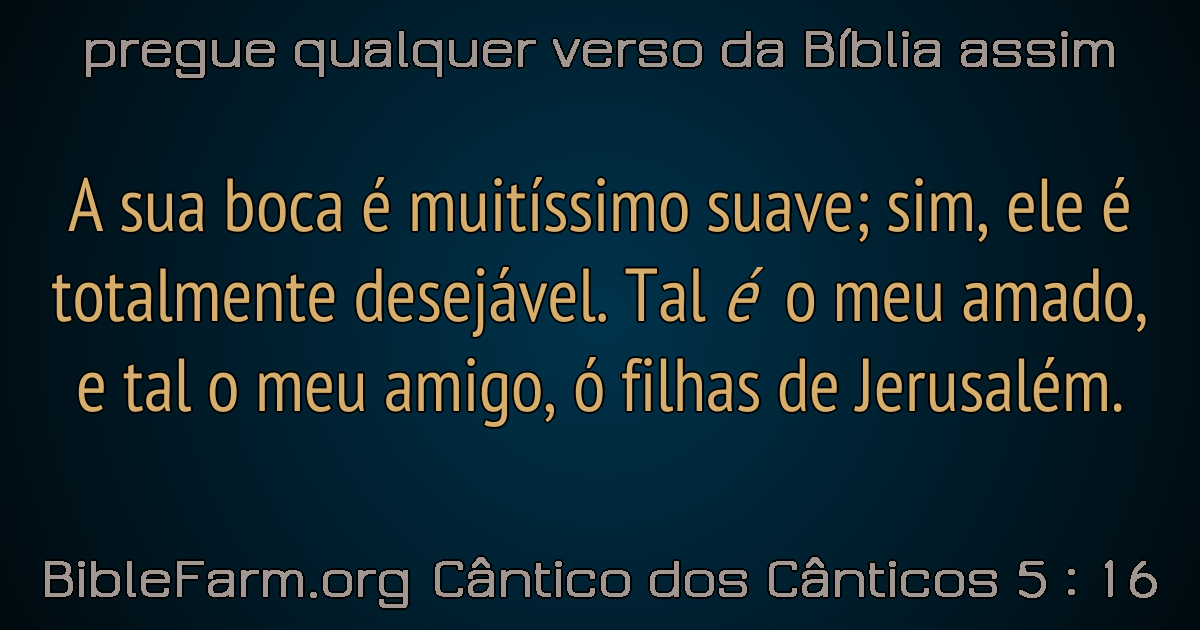 pregue qualquer verso da Bíblia assim
A sua boca é muitíssimo suave; sim, ele é
totalmente desejável. Tal é o meu amado,
e tal o meu amigo, ó filhas de Jerusalém.
BibleFarm.org Cântico dos Cânticos 5 : 16